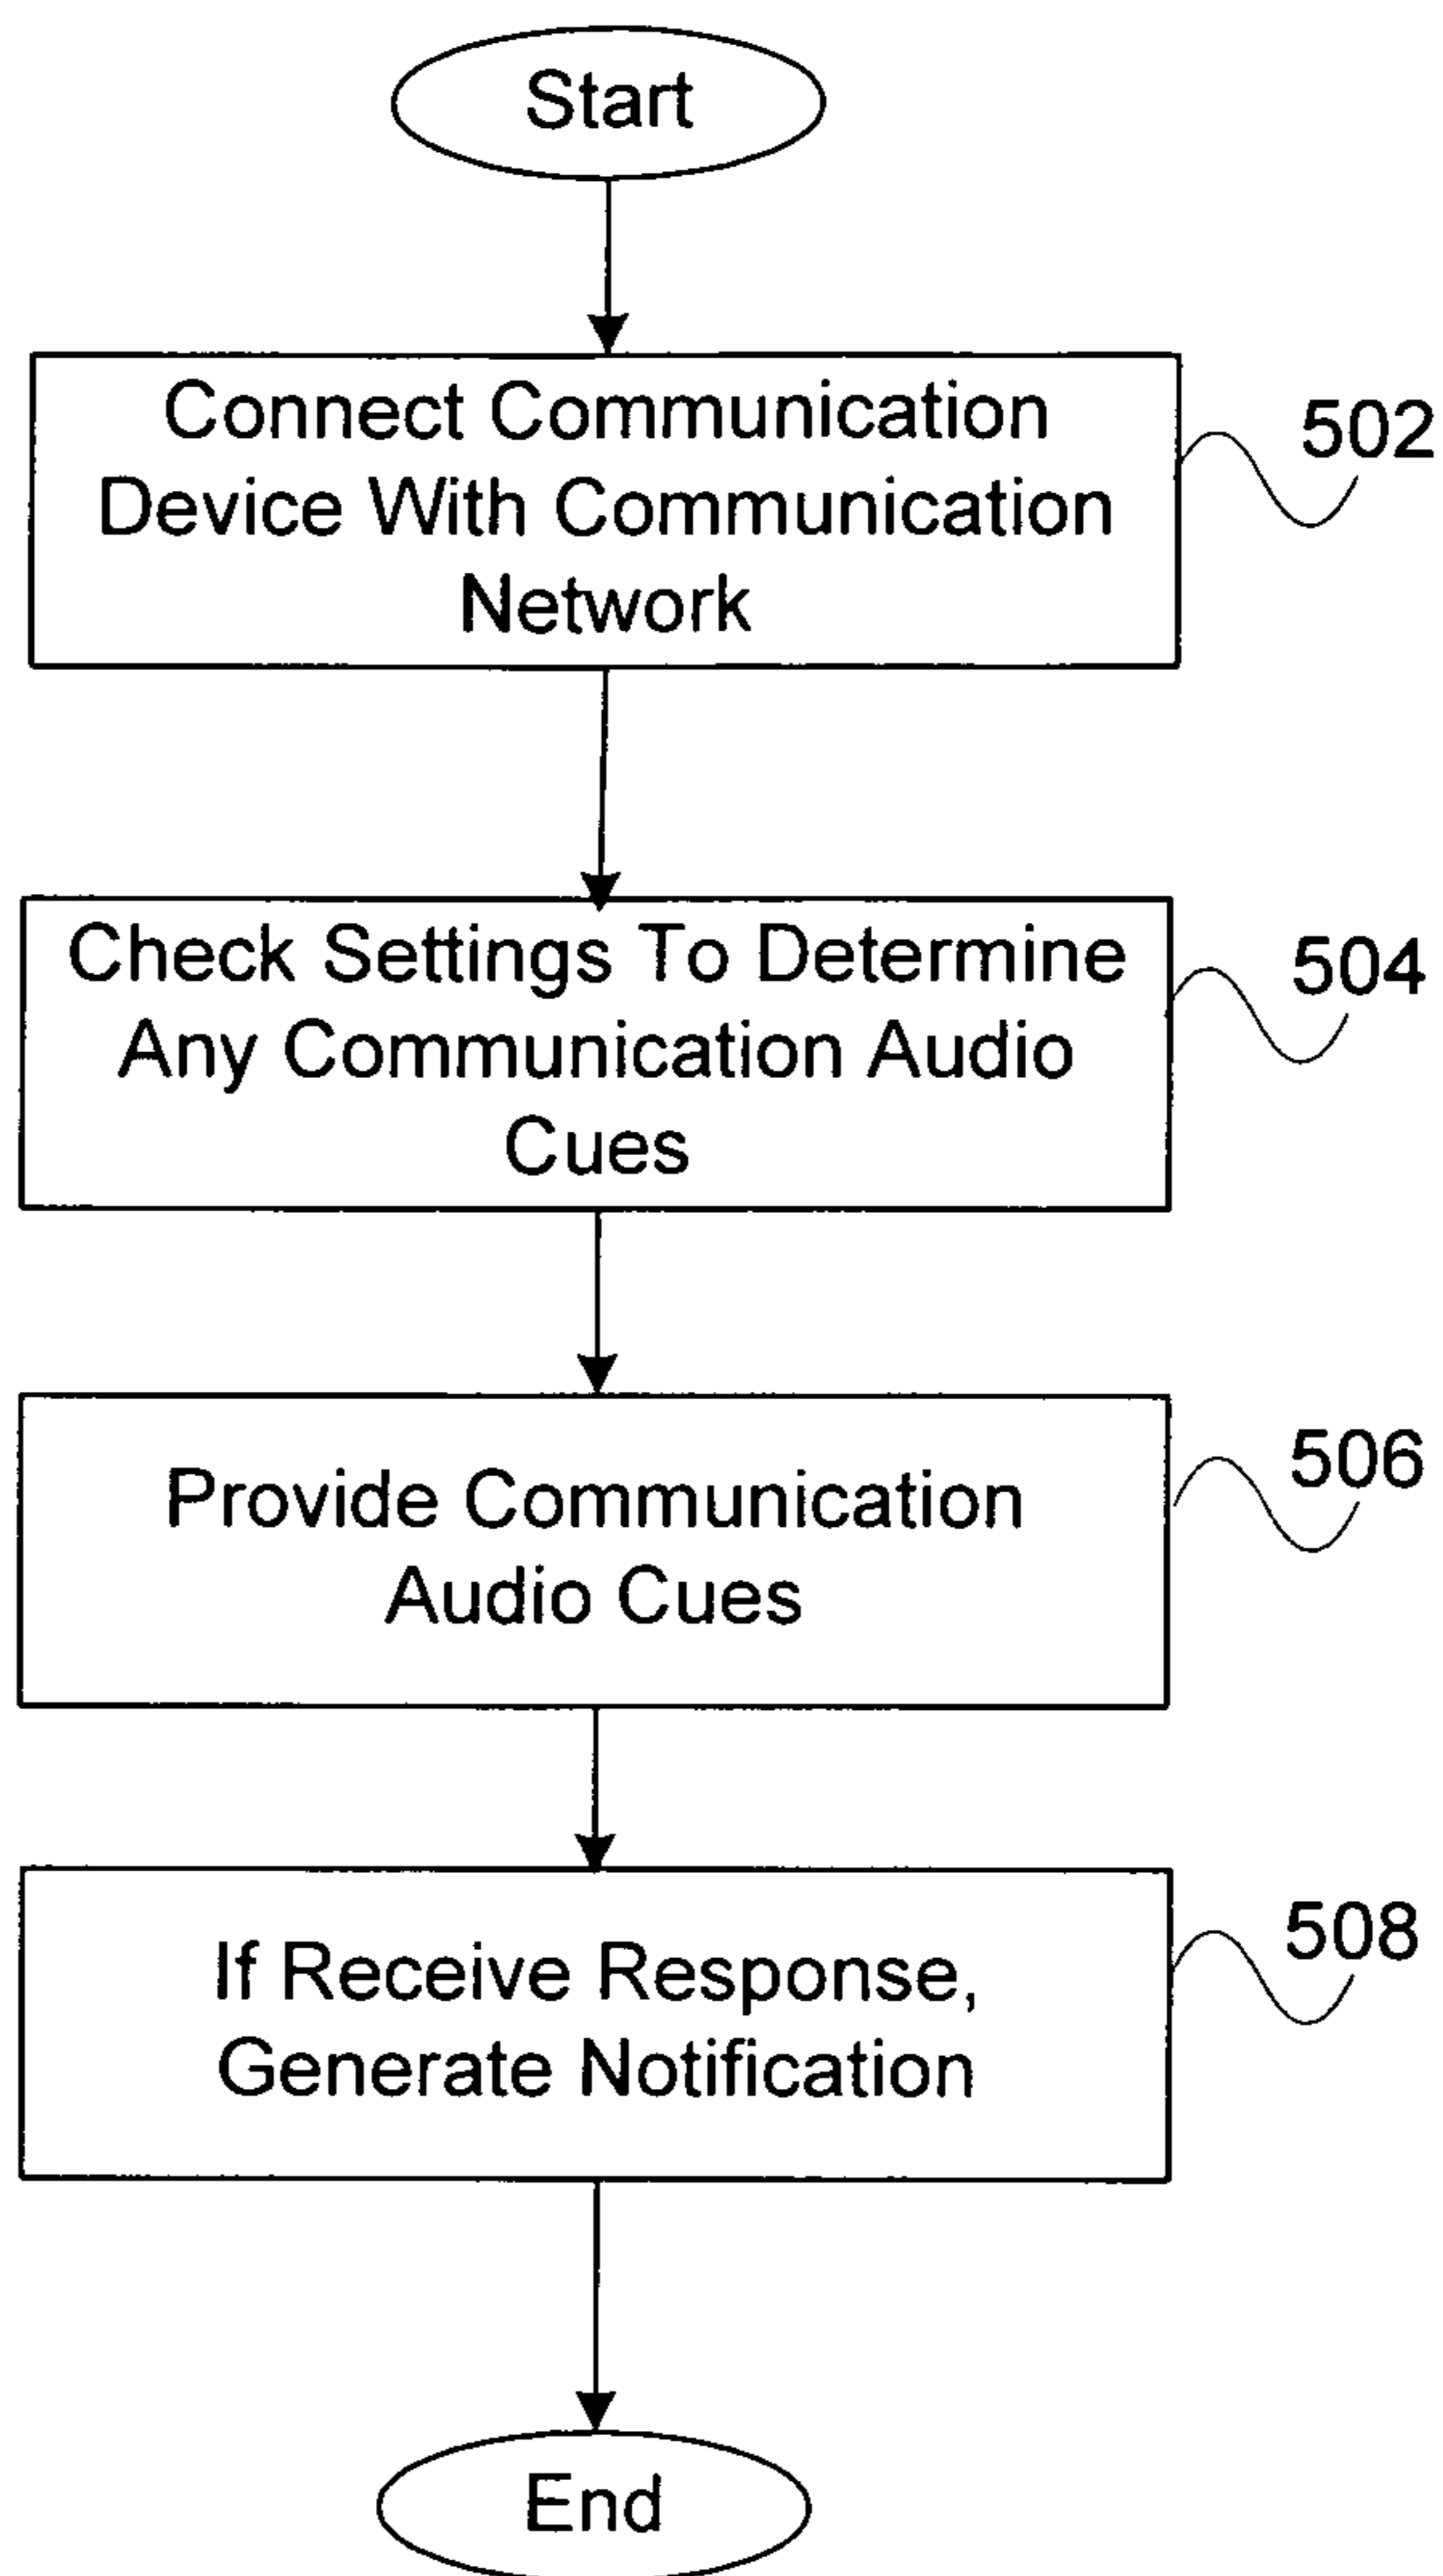 Start
Connect Communication
Device With Communication
Network
502
Check Settings To Determine
Any Communication Audio
Cues
504
Provide Communication
Audio Cues
506
If Receive Response,
Generate Notification
508
End